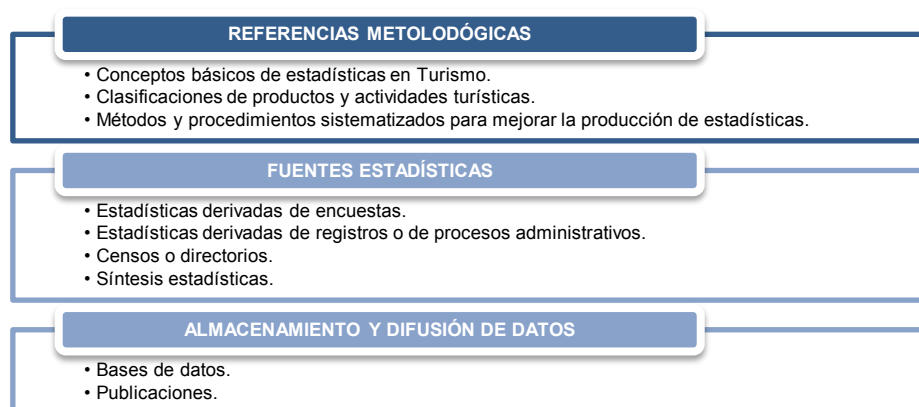 REFERENCIAS METOLODÓGICAS
• Conceptos básicos de estadísticas en Turismo.
• Clasificaciones de productos y actividades turísticas.
• Métodos y procedimientos sistematizados para mejorar la producción de estadísticas.
FUENTES ESTADÍSTICAS
• Estadísticas derivadas de encuestas.
• Estadísticas derivadas de registros o de procesos administrativos.
• Censos o directorios.
• Síntesis estadísticas.
ALMACENAMIENTO Y DIFUSIÓN DE DATOS
• Bases de datos.
• Publicaciones.